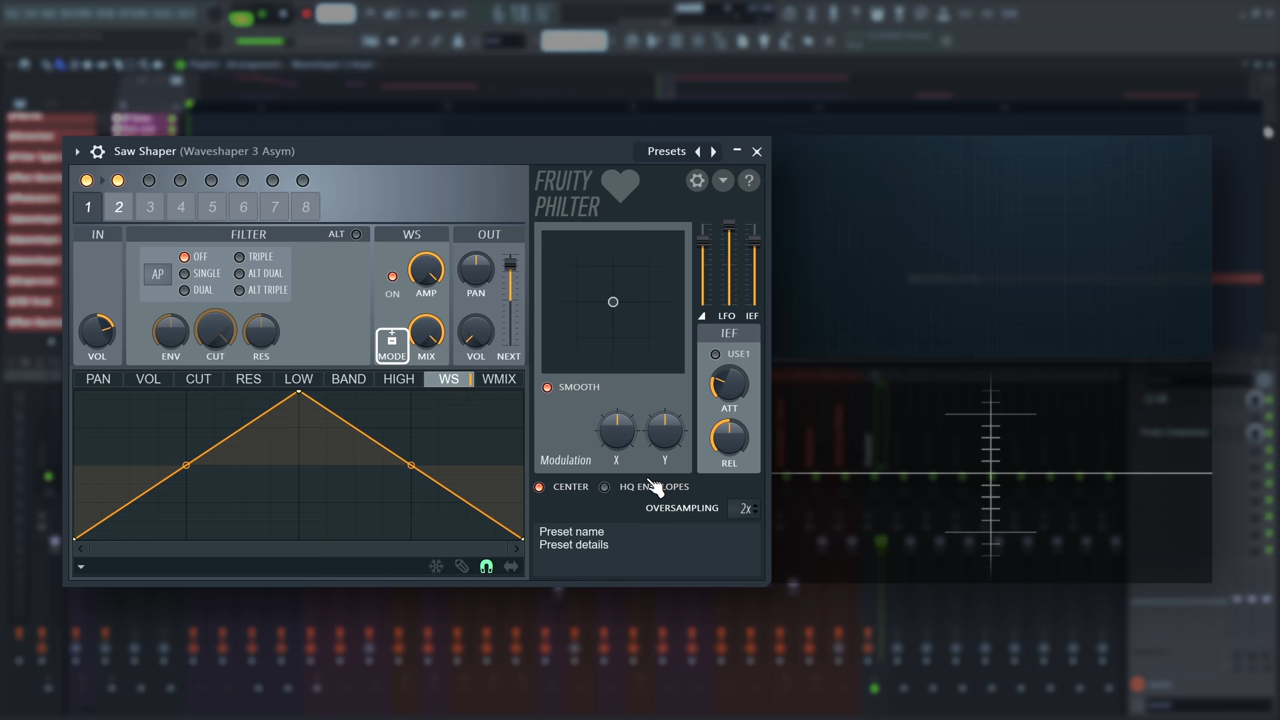 Saw Shaper (Waveshaper 3 Asym)
Presets
FRUITY
PHILTER
?
1 2 3 4 5 6 7 8
IN
FILTER
ALT
WS
OUT
AP
OFF
TRIPLE
SINGLE
ALT DUAL
DUAL
ALT TRIPLE
ON
AMP
PAN
VOL
ENV
CUT
RES
MODE
MIX
VOL
NEXT
LFO
IEF
IEF
USE1
ATT
REL
PAN VOL CUT RES LOW BAND HIGH WS WMIX
SMOOTH
Modulation
X
Y
CENTER
OVERSAMPLING
2x
Preset name
Preset details